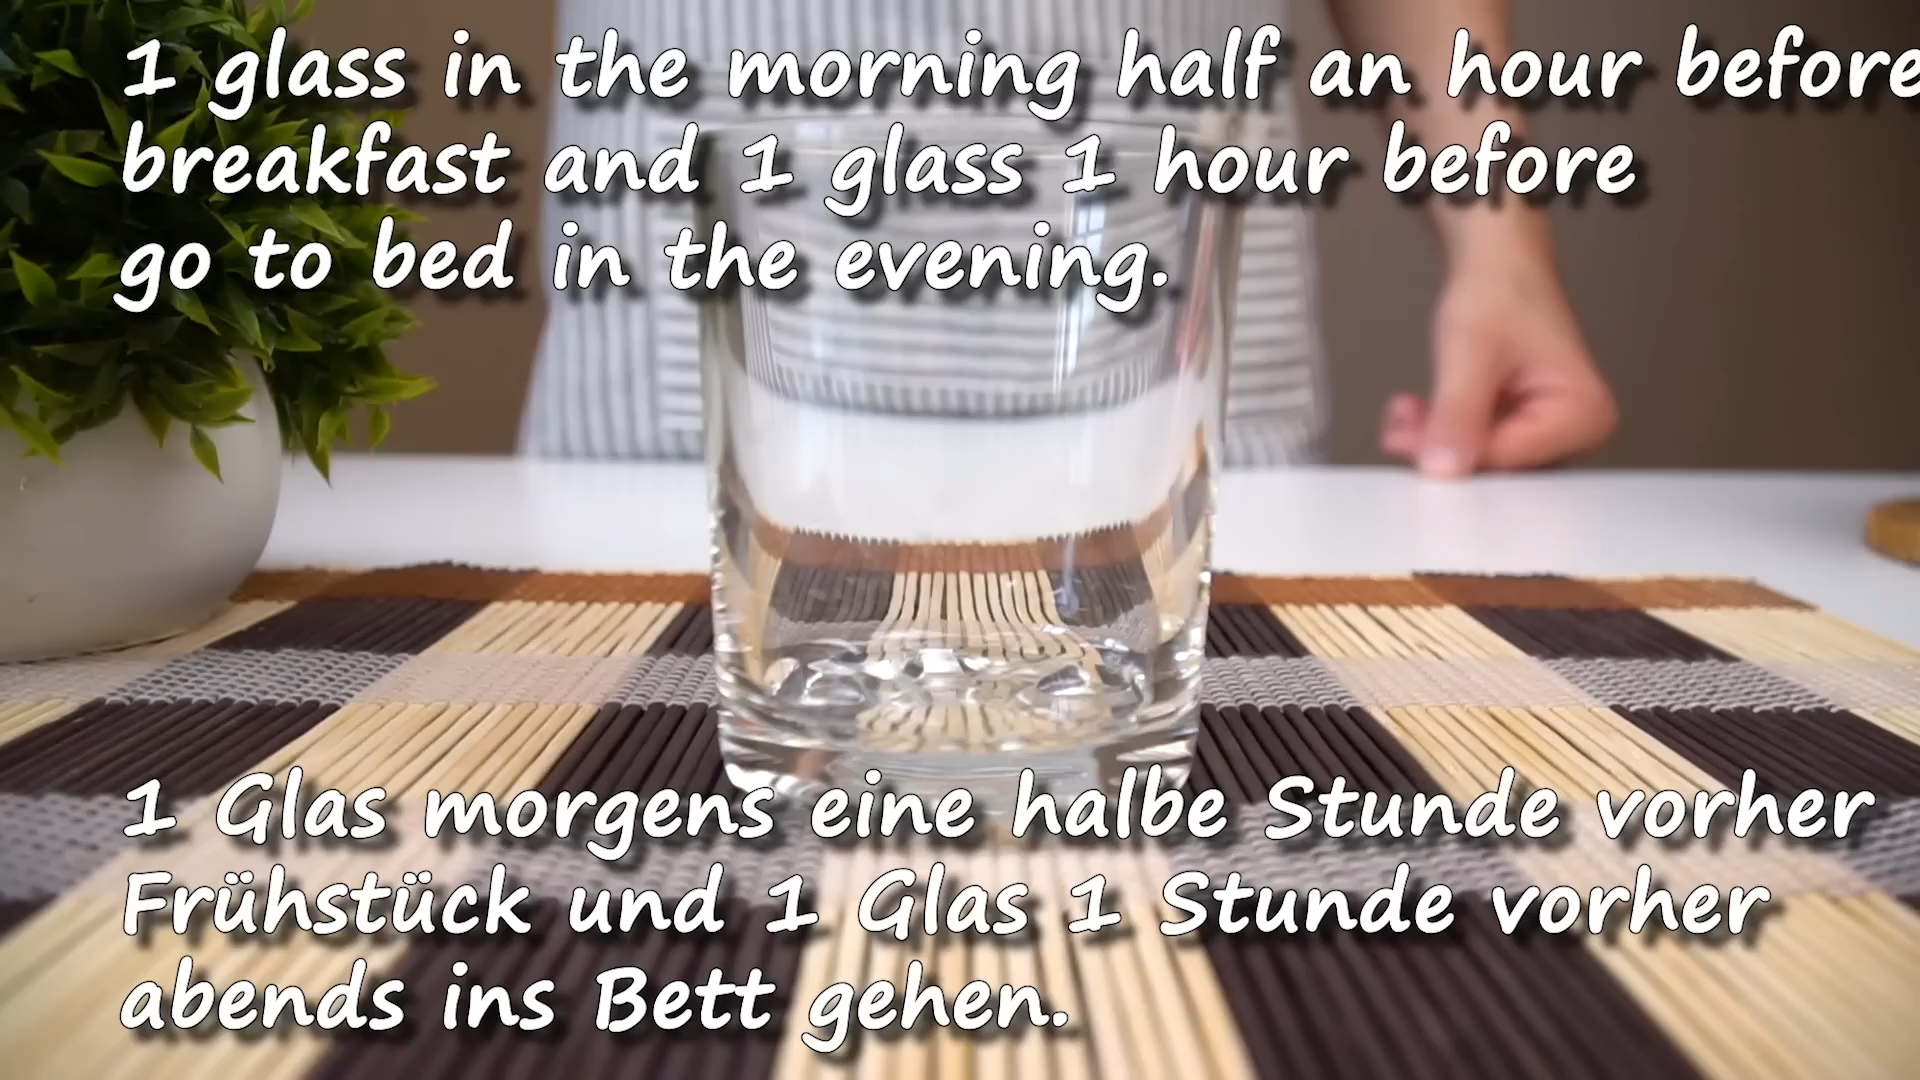 1 glass in the morning half an hour before
breakfast and 1 glass 1 hour before
go to bed in the evening.
1 Glas morgens eine halbe Stunde vorher
Frühstück und 1 Glas 1 Stunde vorher
abends ins Bett gehen.